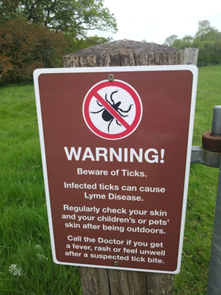 WARNING!
Beware of Ticks.
Infected ticks can cause
Lyme Disease.
Regularly check your skin
and your children's or pets'
skin after being outdoors.
Call the Doctor if you get
a fever, rash or feel unwell
after a suspected tick bite.